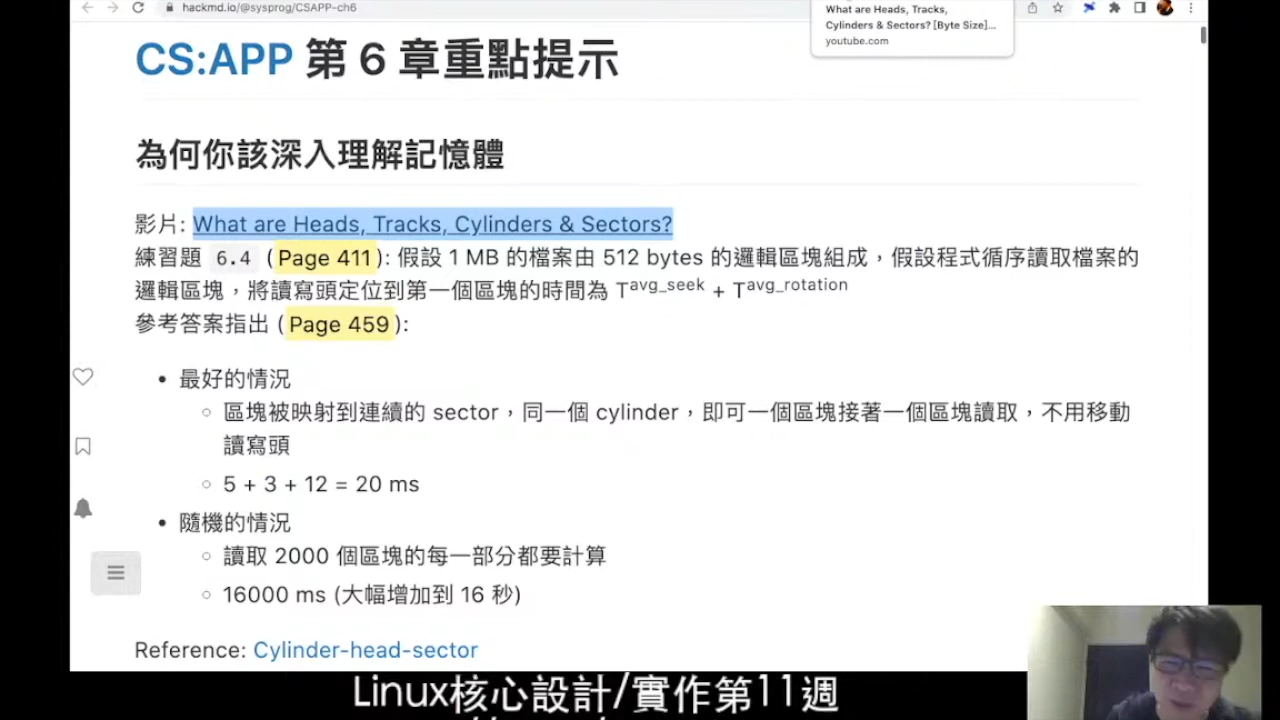 hackmd.io/@sysprog/CSAPP-ch6
What are Heads, Tracks,
Cylinders & Sectors? [Byte Size]...
youtube.com
CS:APP 第 6 章重點提示
為何你該深入理解記憶體
影片: What are Heads, Tracks, Cylinders & Sectors?
練習題 6.4 (Page 411): 假設 1 MB 的檔案由 512 bytes 的邏輯區塊組成，假設程式循序讀取檔案的
邏輯區塊，將讀寫頭定位到第一個區塊的時間為 Tavg_seek + Tavg_rotation
參考答案指出 (Page 459):
• 最好的情況
○ 區塊被映射到連續的 sector，同一個 cylinder，即可一個區塊接著一個區塊讀取，不用移動
讀寫頭
○ 5 + 3 + 12 = 20 ms
• 隨機的情況
○ 讀取 2000 個區塊的每一部分都要計算
○ 16000 ms (大幅增加到 16 秒)
Reference: Cylinder-head-sector
Linux核心設計/實作第11週